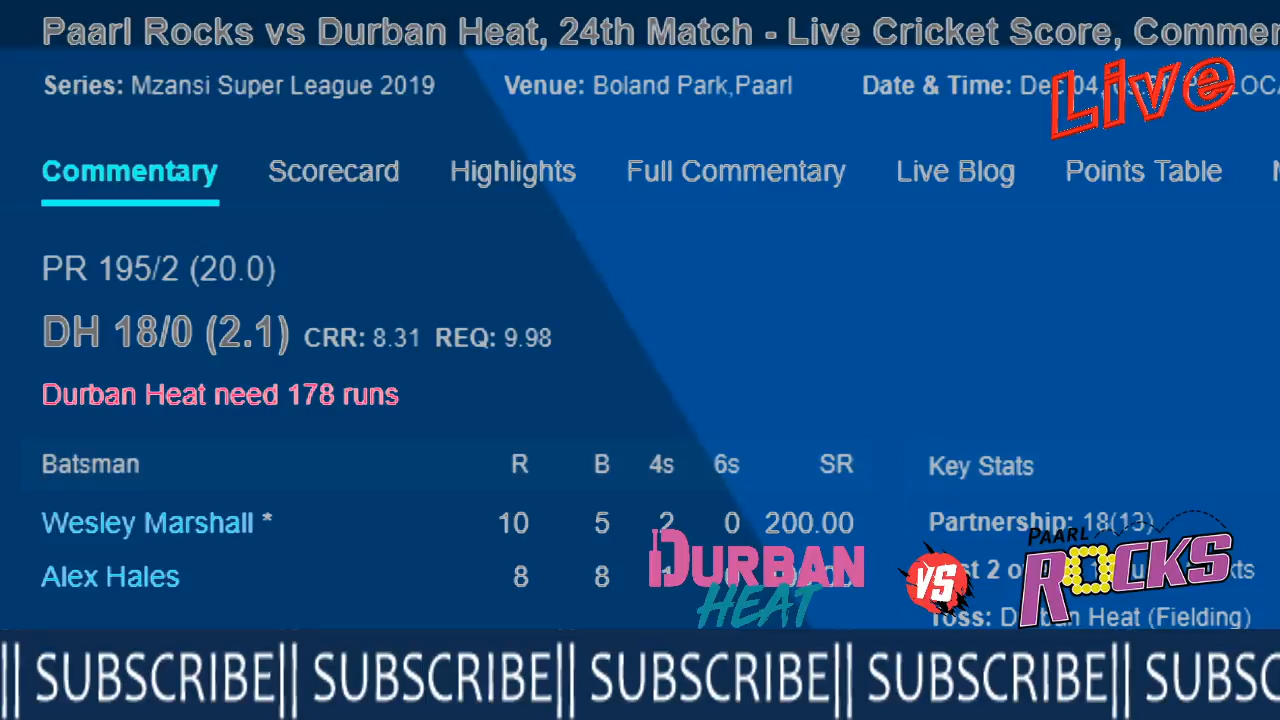 Paarl Rocks vs Durban Heat, 24th Match - Live Cricket Score, Commen
Series: Mzansi Super League 2019 Venue: Boland Park,Paarl Date & Time: Dec 04, LOCA
Live
Commentary Scorecard Highlights Full Commentary Live Blog Points Table
PR 195/2 (20.0)
DH 18/0 (2.1) CRR: 8.31 REQ: 9.98
Durban Heat need 178 runs
Batsman R B 4s 6s SR Key Stats
Wesley Marshall * 10 5 2 0 200.00 Partnership: 18(13)
Alex Hales 8 8
DURBAN HEAT
VS
PAARL ROCKS
Toss: Durban Heat (Fielding)
|| SUBSCRIBE|| SUBSCRIBE|| SUBSCRIBE|| SUBSCRIBE|| SUBSC